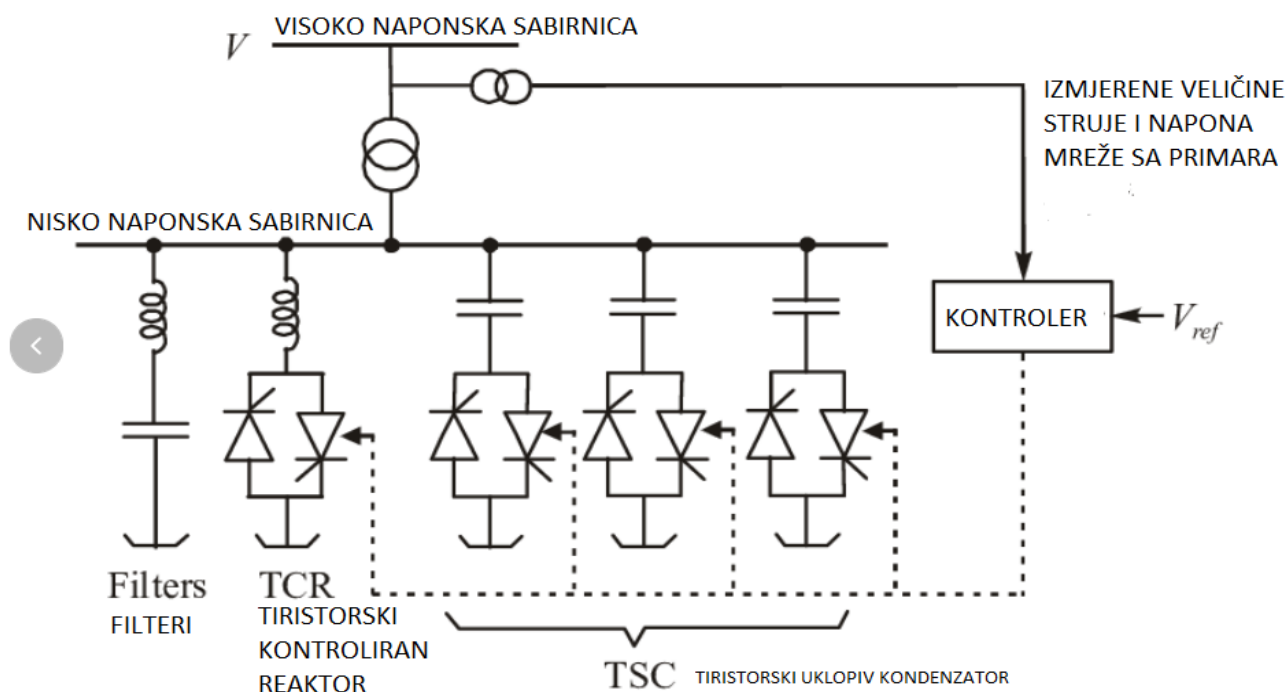 VISOKO NAPONSKA SABIRNICA
V
IZMJERENE VELIČINE
STRUJE I NAPONA
MREŽE SA PRIMARA
NISKO NAPONSKA SABIRNICA
KONTROLER
Vref
Filters
TCR
FILTERI
TIRISTORSKI
KONTROLIRAN
REAKTOR
TSC
TIRISTORSKI UKLOPIV KONDENZATOR